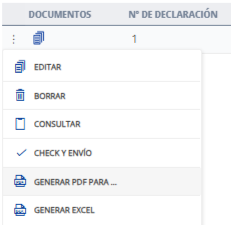 DOCUMENTOS Nº DE DECLARACIÓN
1
EDITAR
BORRAR
CONSULTAR
CHECK Y ENVÍO
GENERAR PDF PARA ...
GENERAR EXCEL